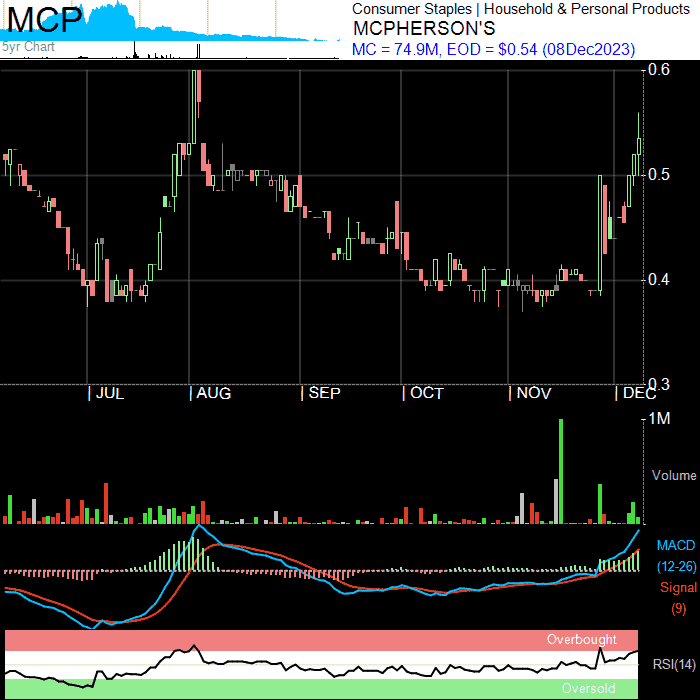 MCP
5yr Chart
Consumer Staples | Household & Personal Products
MCPHERSON'S
MC = 74.9M, EOD = $0.54 (08Dec2023)
0.6
0.5
0.4
0.3
| JUL | AUG | SEP | OCT | NOV | DEC
1M
Volume
MACD
(12-26)
Signal
(9)
Overbought
RSI(14)
Oversold